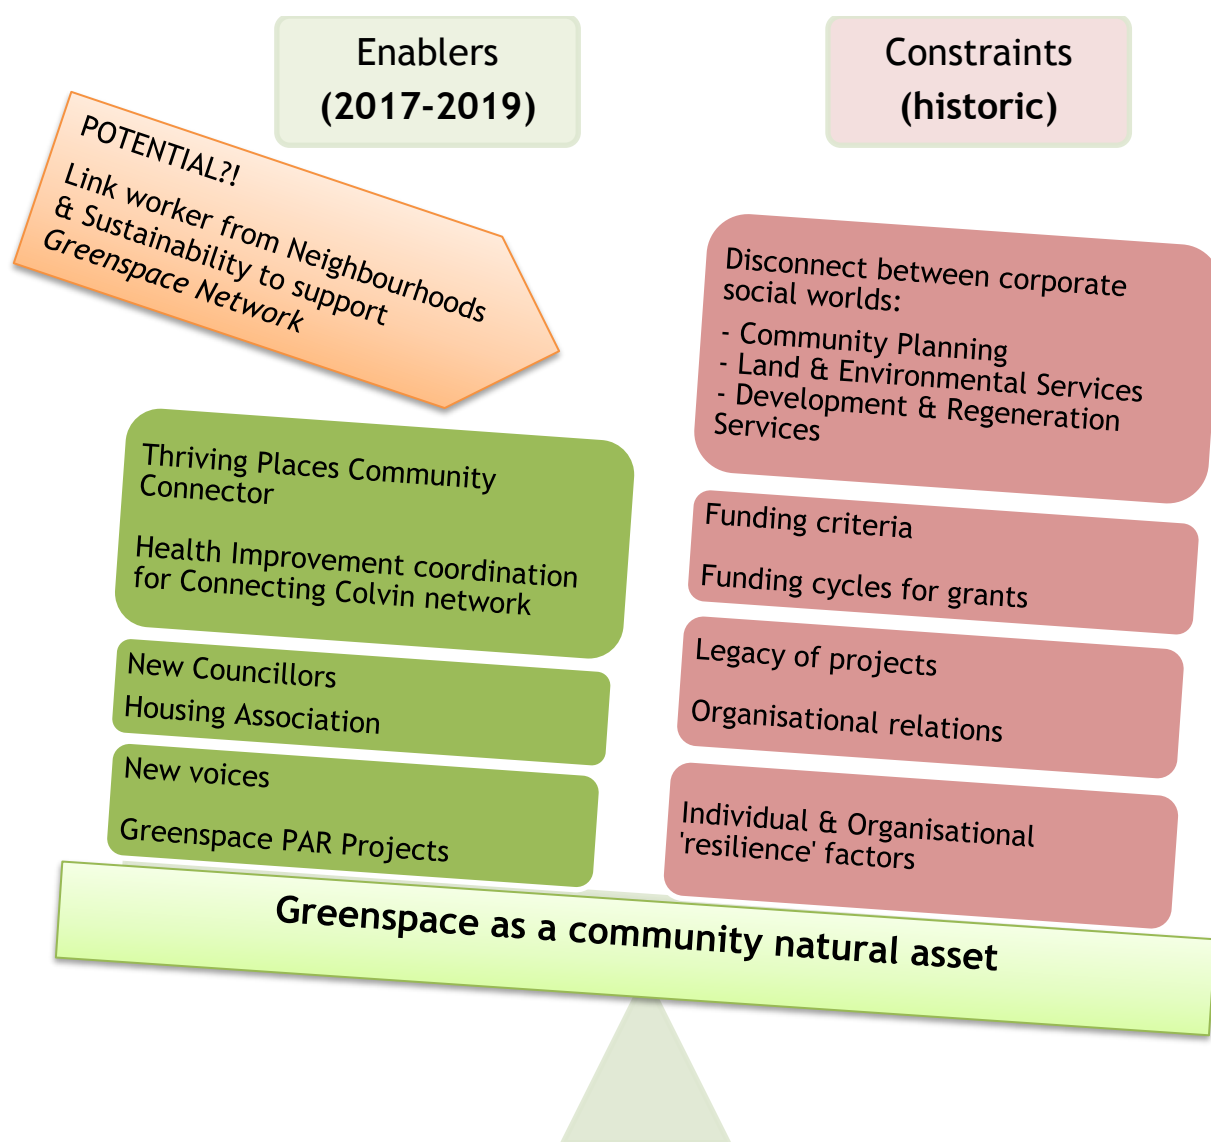 Enablers
(2017-2019)
Constraints
(historic)
POTENTIAL?!
Link worker from Neighbourhoods
& Sustainability to support
Greenspace Network
Thriving Places Community
Connector
Health Improvement coordination
for Connecting Colvin network
New Councillors
Housing Association
New voices
Greenspace PAR Projects
Disconnect between corporate
social worlds:
- Community Planning
- Land & Environmental Services
- Development & Regeneration
Services
Funding criteria
Funding cycles for grants
Legacy of projects
Organisational relations
Individual & Organisational
'resilience' factors
Greenspace as a community natural asset